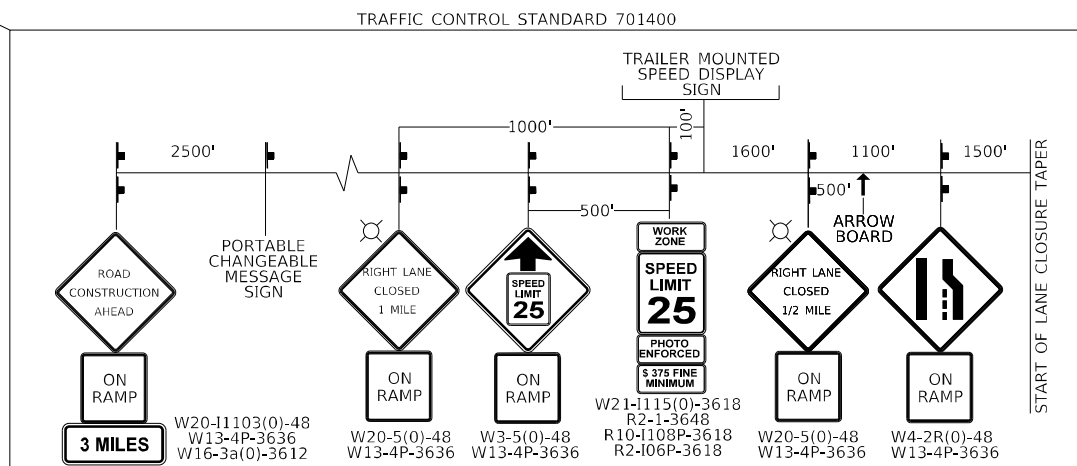 TRAFFIC CONTROL STANDARD 701400
TRAILER MOUNTED
SPEED DISPLAY
SIGN
2500'
1000'
100'
1600'
1100'
1500'
500'
500'
ARROW
BOARD
PORTABLE
CHANGEABLE
MESSAGE
SIGN
START OF LANE CLOSURE TAPER
ROAD
CONSTRUCTION
AHEAD
ON
RAMP
3 MILES
W20-I1103(0)-48
W13-4P-3636
W16-3a(0)-3612
RIGHT LANE
CLOSED
1 MILE
ON
RAMP
W20-5(0)-48
W13-4P-3636
SPEED
LIMIT
25
ON
RAMP
W3-5(0)-48
W13-4P-3636
WORK
ZONE
SPEED
LIMIT
25
PHOTO
ENFORCED
$ 375 FINE
MINIMUM
W21-I115(0)-3618
R2-1-3648
R10-I108P-3618
R2-I06P-3618
RIGHT LANE
CLOSED
1/2 MILE
ON
RAMP
W20-5(0)-48
W13-4P-3636
ON
RAMP
W4-2R(0)-48
W13-4P-3636